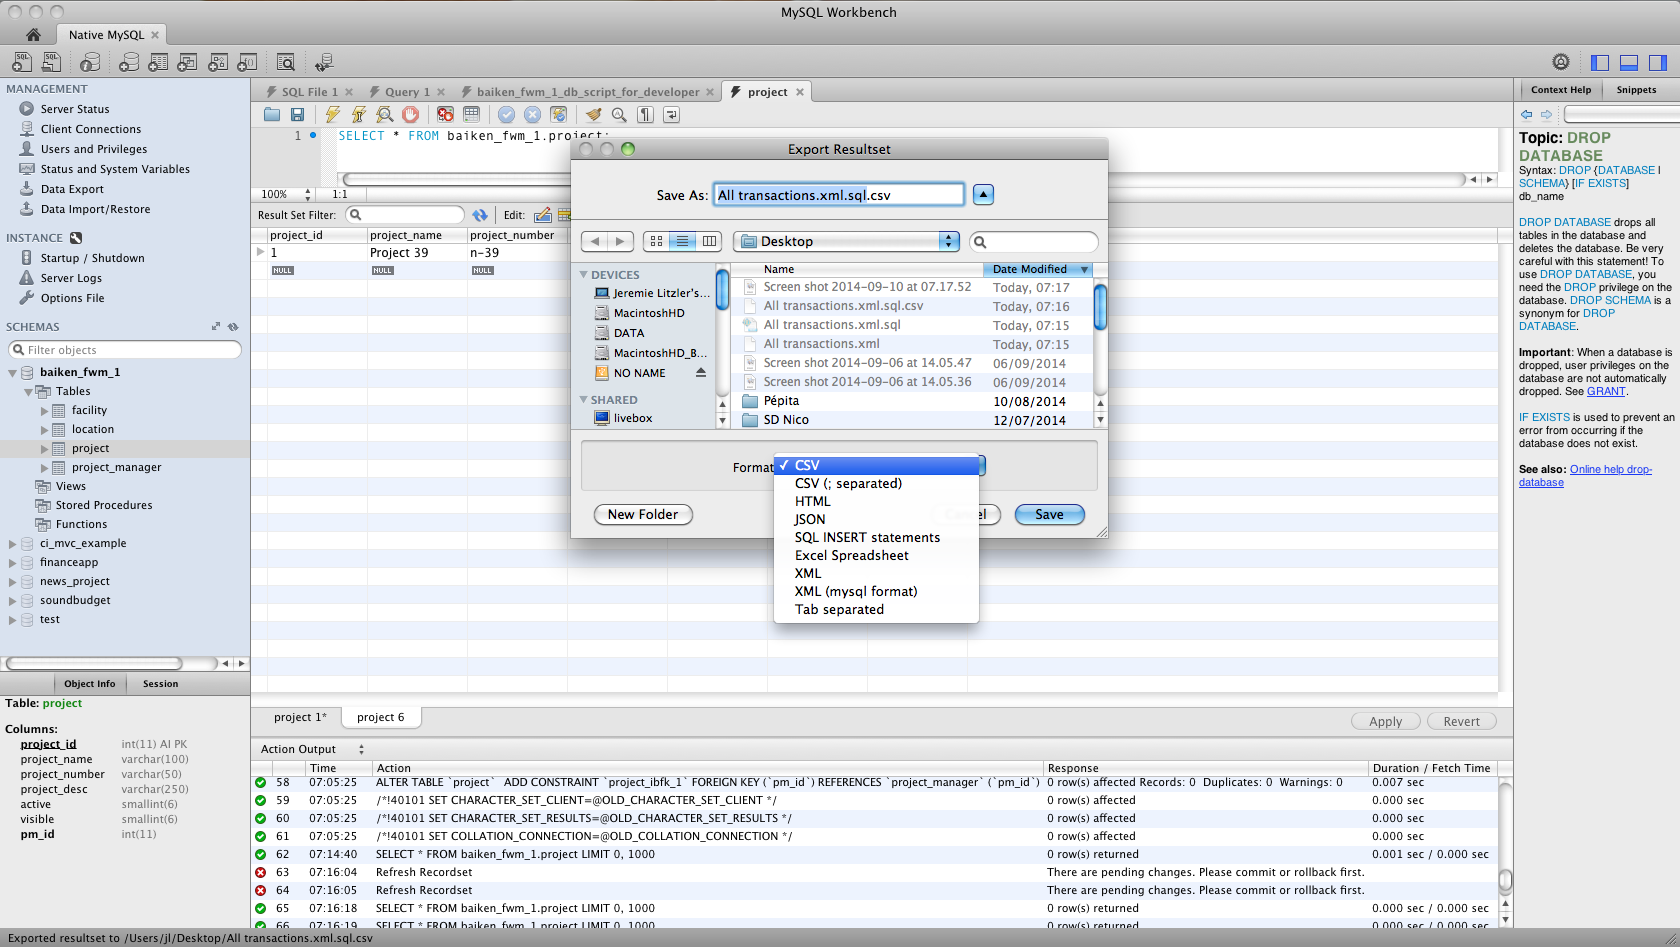 MySQL Workbench
Native MySQL
MANAGEMENT
Server Status
Client Connections
Users and Privileges
Status and System Variables
Data Export
Data Import/Restore
INSTANCE
Startup / Shutdown
Server Logs
Options File
SCHEMAS
Filter objects
baiken_fwm_1
Tables
facility
location
project
project_manager
Views
Stored Procedures
Functions
ci_mvc_example
financeapp
news_project
soundbudget
test
Object Info Session
Table: project
Columns:
project_id int(11) AI PK
project_name varchar(100)
project_number varchar(50)
project_desc varchar(250)
active smallint(6)
visible smallint(6)
pm_id int(11)
SQL File 1 Query 1 baiken_fwm_1_db_script_for_developer project
1 SELECT * FROM baiken_fwm_1.project;
100% 1:1
Result Set Filter: Edit:
project_id project_name project_number
1 Project 39 n-39
NULL NULL NULL
Export Resultset
Save As: All transactions.xml.sql.csv
Desktop
DEVICES
Jeremie Litzler's...
MacintoshHD
DATA
MacintoshHD_B...
NO NAME
SHARED
livebox
Name Date Modified
Screen shot 2014-09-10 at 07.17.52 Today, 07:17
All transactions.xml.sql.csv Today, 07:16
All transactions.xml.sql Today, 07:15
All transactions.xml Today, 07:15
Screen shot 2014-09-06 at 14.05.47 06/09/2014
Screen shot 2014-09-06 at 14.05.36 06/09/2014
Pépita 10/08/2014
SD Nico 12/07/2014
Format
✓ CSV
CSV (; separated)
HTML
JSON
SQL INSERT statements
Excel Spreadsheet
XML
XML (mysql format)
Tab separated
New Folder Cancel Save
project 1* project 6
Apply Revert
Action Output
Time Action Response Duration / Fetch Time
58 07:05:25 ALTER TABLE `project` ADD CONSTRAINT `project_ibfk_1` FOREIGN KEY (`pm_id`) REFERENCES `project_manager` (`pm_id`) 0 row(s) affected Records: 0 Duplicates: 0 Warnings: 0 0.007 sec
59 07:05:25 /*!40101 SET CHARACTER_SET_CLIENT=@OLD_CHARACTER_SET_CLIENT */ 0 row(s) affected 0.000 sec
60 07:05:25 /*!40101 SET CHARACTER_SET_RESULTS=@OLD_CHARACTER_SET_RESULTS */ 0 row(s) affected 0.000 sec
61 07:05:25 /*!40101 SET COLLATION_CONNECTION=@OLD_COLLATION_CONNECTION */ 0 row(s) affected 0.000 sec
62 07:14:40 SELECT * FROM baiken_fwm_1.project LIMIT 0, 1000 0 row(s) returned 0.001 sec / 0.000 sec
63 07:16:04 Refresh Recordset There are pending changes. Please commit or rollback first.
64 07:16:05 Refresh Recordset There are pending changes. Please commit or rollback first.
65 07:16:18 SELECT * FROM baiken_fwm_1.project LIMIT 0, 1000 0 row(s) returned 0.000 sec / 0.000 sec
66 07:16:19 SELECT * FROM baiken_fwm_1.project LIMIT 0, 1000 0 row(s) returned 0.000 sec / 0.000 sec
Context Help Snippets
Topic: DROP
DATABASE
Syntax: DROP {DATABASE |
SCHEMA} [IF EXISTS]
db_name
DROP DATABASE drops all
tables in the database and
deletes the database. Be very
careful with this statement! To
use DROP DATABASE, you
need the DROP privilege on the
database. DROP SCHEMA is a
synonym for DROP
DATABASE.
Important: When a database is
dropped, user privileges on the
database are not automatically
dropped. See GRANT.
IF EXISTS is used to prevent an
error from occurring if the
database does not exist.
See also: Online help drop-
database
Exported resultset to /Users/jl/Desktop/All transactions.xml.sql.csv